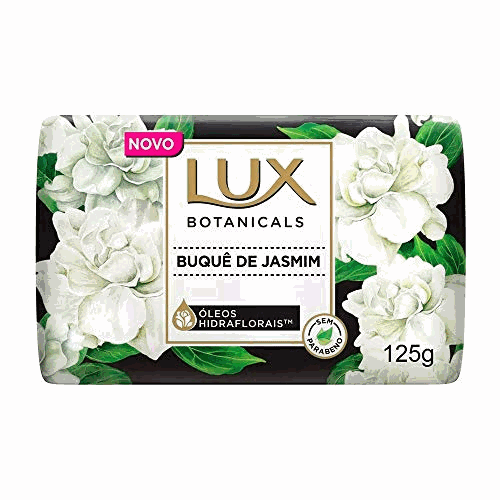 NOVO
LUX
BOTANICALS
BUQUÊ DE JASMIM
ÓLEOS
HIDRAFLORAIS™
SEM
PARABENO
125g